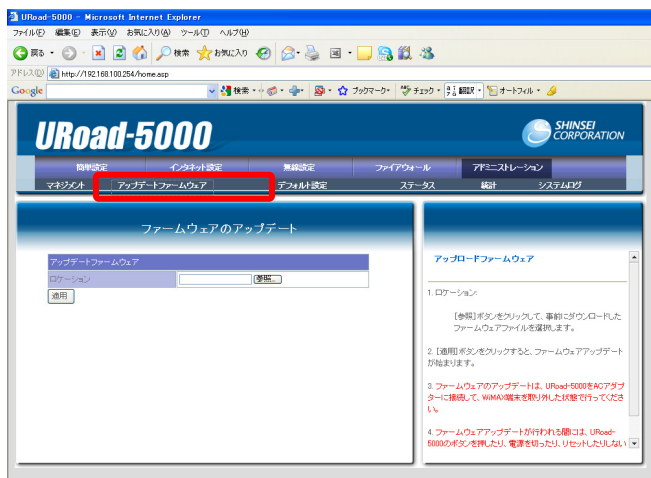 URoad-5000 - Microsoft Internet Explorer
ファイル(F) 編集(E) 表示(V) お気に入り(A) ツール(T) ヘルプ(H)
戻る 検索 お気に入り
アドレス(D) http://192.168.100.254/home.asp
Google 検索 ブックマーク チェック 翻訳 オートフィル
URoad-5000
SHINSEI
CORPORATION
簡単設定 インタネット設定 無線設定 ファイアウォール アドミニストレーション
マネジメント アップデートファームウェア デフォルト設定 ステータス 統計 システムログ
ファームウェアのアップデート
アップデートファームウェア
ロケーション 参照...
適用
アップロードファームウェア
1. ロケーション:
[参照]ボタンをクリックして、事前にダウンロードした
ファームウェアファイルを選択します。
2. [適用]ボタンをクリックすると、ファームウェアアップデート
が始まります。
3. ファームウェアのアップデートは、URoad-5000をACアダプ
ターに接続して、WiMAX端末を取り外した状態で行ってくださ
い。
4. ファームウェアアップデートが行われる間には、URoad-
5000のボタンを押したり、電源を切ったり、リセットしたりしない